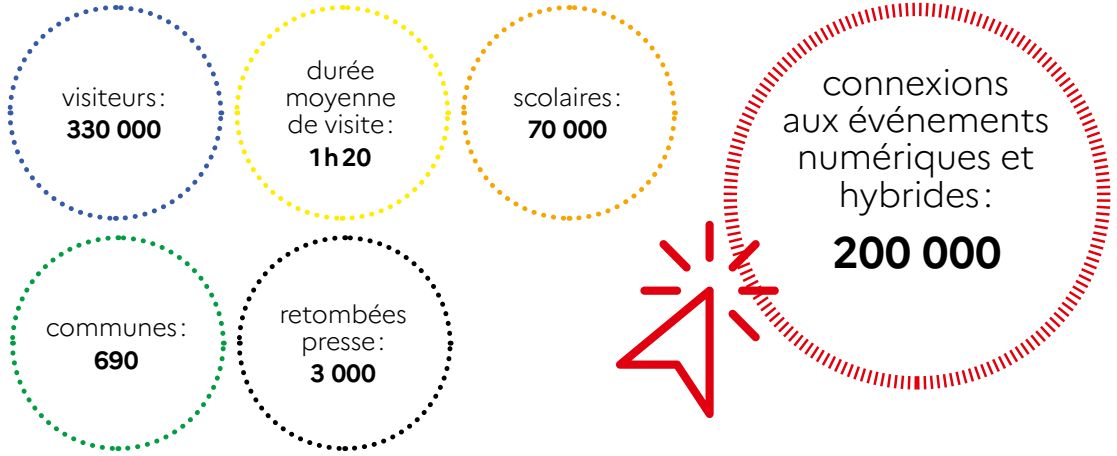 visiteurs :
330 000
durée
moyenne
de visite :
1 h 20
scolaires :
70 000
connexions
aux événements
numériques et
hybrides :
200 000
communes :
690
retombées
presse :
3 000